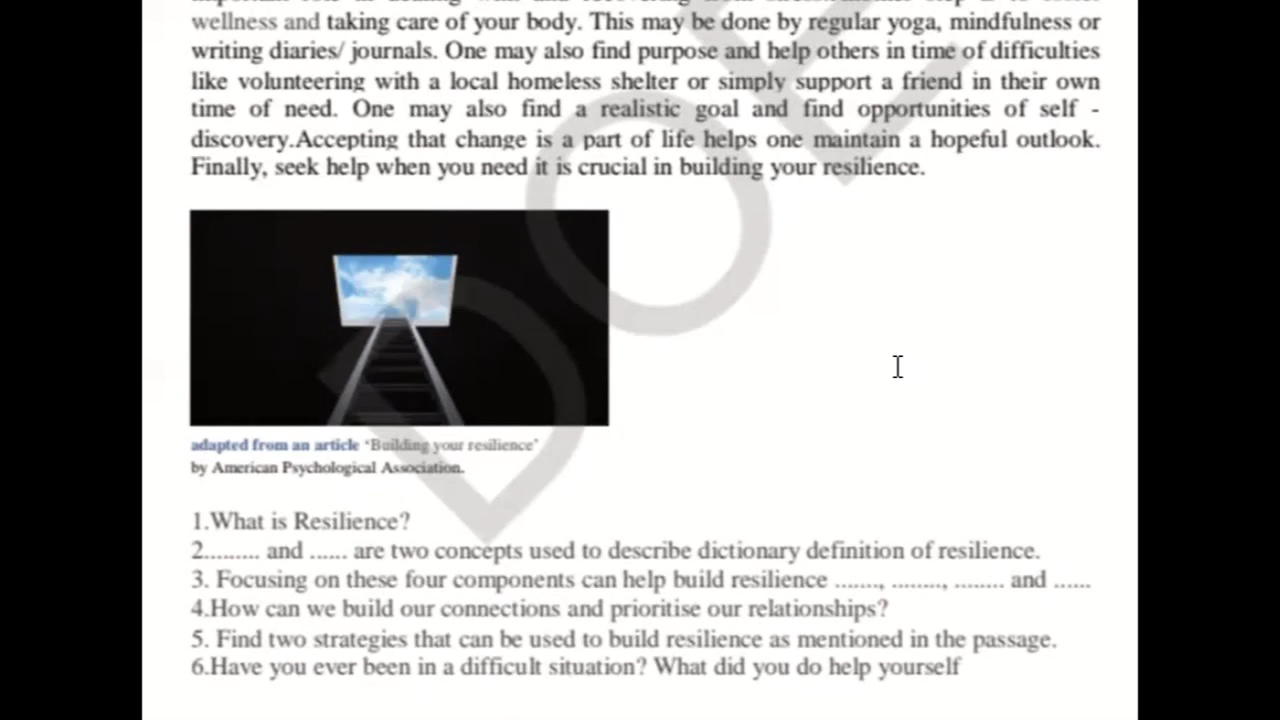 wellness and taking care of your body. This may be done by regular yoga, mindfulness or
writing diaries/ journals. One may also find purpose and help others in time of difficulties
like volunteering with a local homeless shelter or simply support a friend in their own
time of need. One may also find a realistic goal and find opportunities of self -
discovery.Accepting that change is a part of life helps one maintain a hopeful outlook.
Finally, seek help when you need it is crucial in building your resilience.
adapted from an article ‘Building your resilience’
by American Psychological Association.
1.What is Resilience?
2......... and ...... are two concepts used to describe dictionary definition of resilience.
3. Focusing on these four components can help build resilience ......., ........, ........ and ......
4.How can we build our connections and prioritise our relationships?
5. Find two strategies that can be used to build resilience as mentioned in the passage.
6.Have you ever been in a difficult situation? What did you do help yourself
DOE